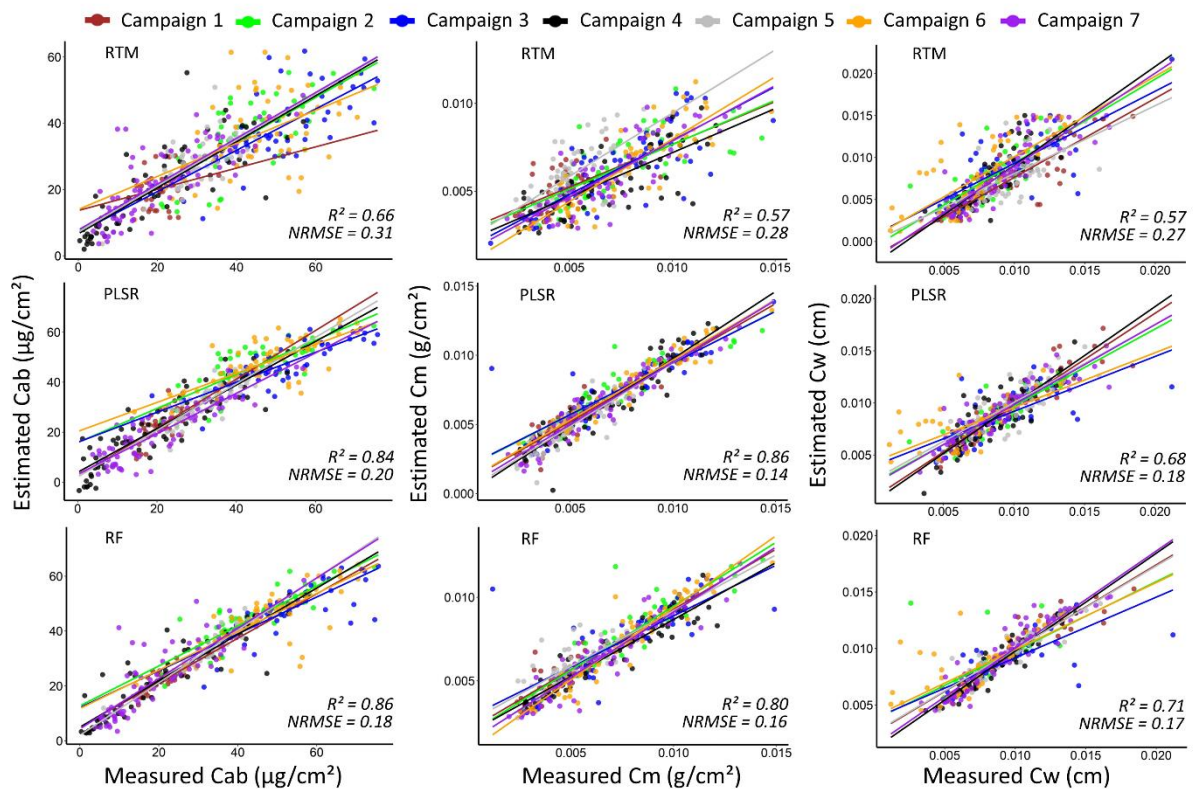 Campaign 1 Campaign 2 Campaign 3 Campaign 4 Campaign 5 Campaign 6 Campaign 7
RTM
60
40
20
0
20 40 60
R² = 0.66
NRMSE = 0.31
RTM
0.010
0.005
0.005 0.010 0.015
R² = 0.57
NRMSE = 0.28
RTM
0.020
0.015
0.010
0.005
0.000
0.005 0.010 0.015 0.020
R² = 0.57
NRMSE = 0.27
Estimated Cab (µg/cm²)
PLSR
60
40
20
0
0 20 40 60
R² = 0.84
NRMSE = 0.20
Estimated Cm (g/cm²)
PLSR
0.015
0.010
0.005
0.000
0.005 0.010 0.015
R² = 0.86
NRMSE = 0.14
Estimated Cw (cm)
PLSR
0.020
0.015
0.010
0.005
0.005 0.010 0.015 0.020
R² = 0.68
NRMSE = 0.18
RF
60
40
20
0
0 20 40 60
R² = 0.86
NRMSE = 0.18
Measured Cab (µg/cm²)
RF
0.010
0.005
0.005 0.010 0.015
R² = 0.80
NRMSE = 0.16
Measured Cm (g/cm²)
RF
0.020
0.015
0.010
0.005
0.005 0.010 0.015 0.020
R² = 0.71
NRMSE = 0.17
Measured Cw (cm)